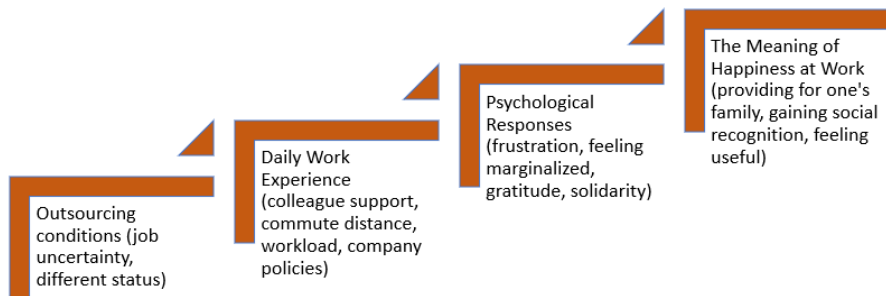 Outsourcing
conditions (job
uncertainty,
different status)
Daily Work
Experience
(colleague support,
commute distance,
workload, company
policies)
Psychological
Responses
(frustration, feeling
marginalized,
gratitude, solidarity)
The Meaning of
Happiness at Work
(providing for one's
family, gaining social
recognition, feeling
useful)